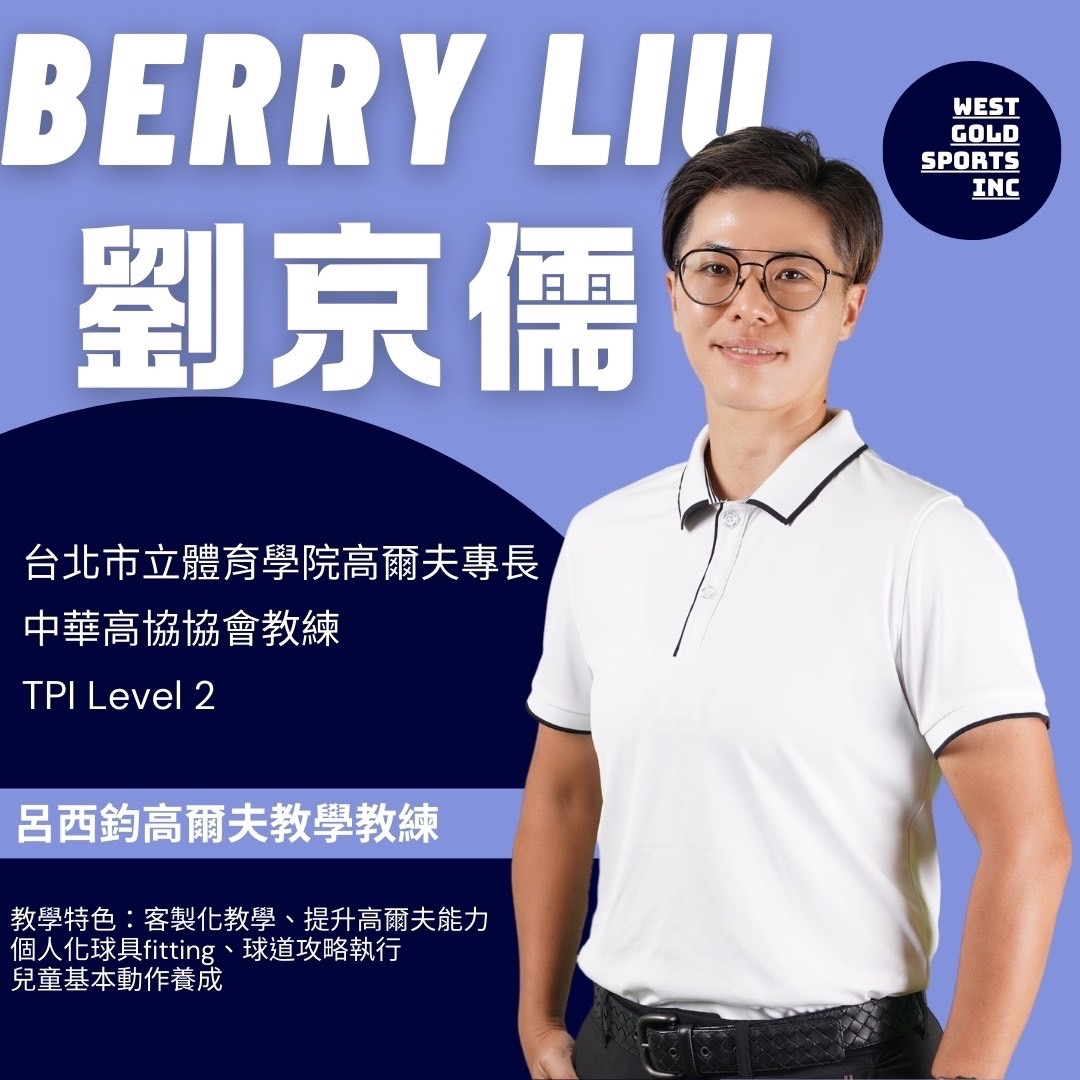 BERRY LIU
WEST
GOLD
SPORTS
INC
劉京儒
台北市立體育學院高爾夫專長
中華高協協會教練
TPI Level 2
呂西鈞高爾夫教學教練
教學特色：客製化教學、提升高爾夫能力
個人化球具fitting、球道攻略執行
兒童基本動作養成